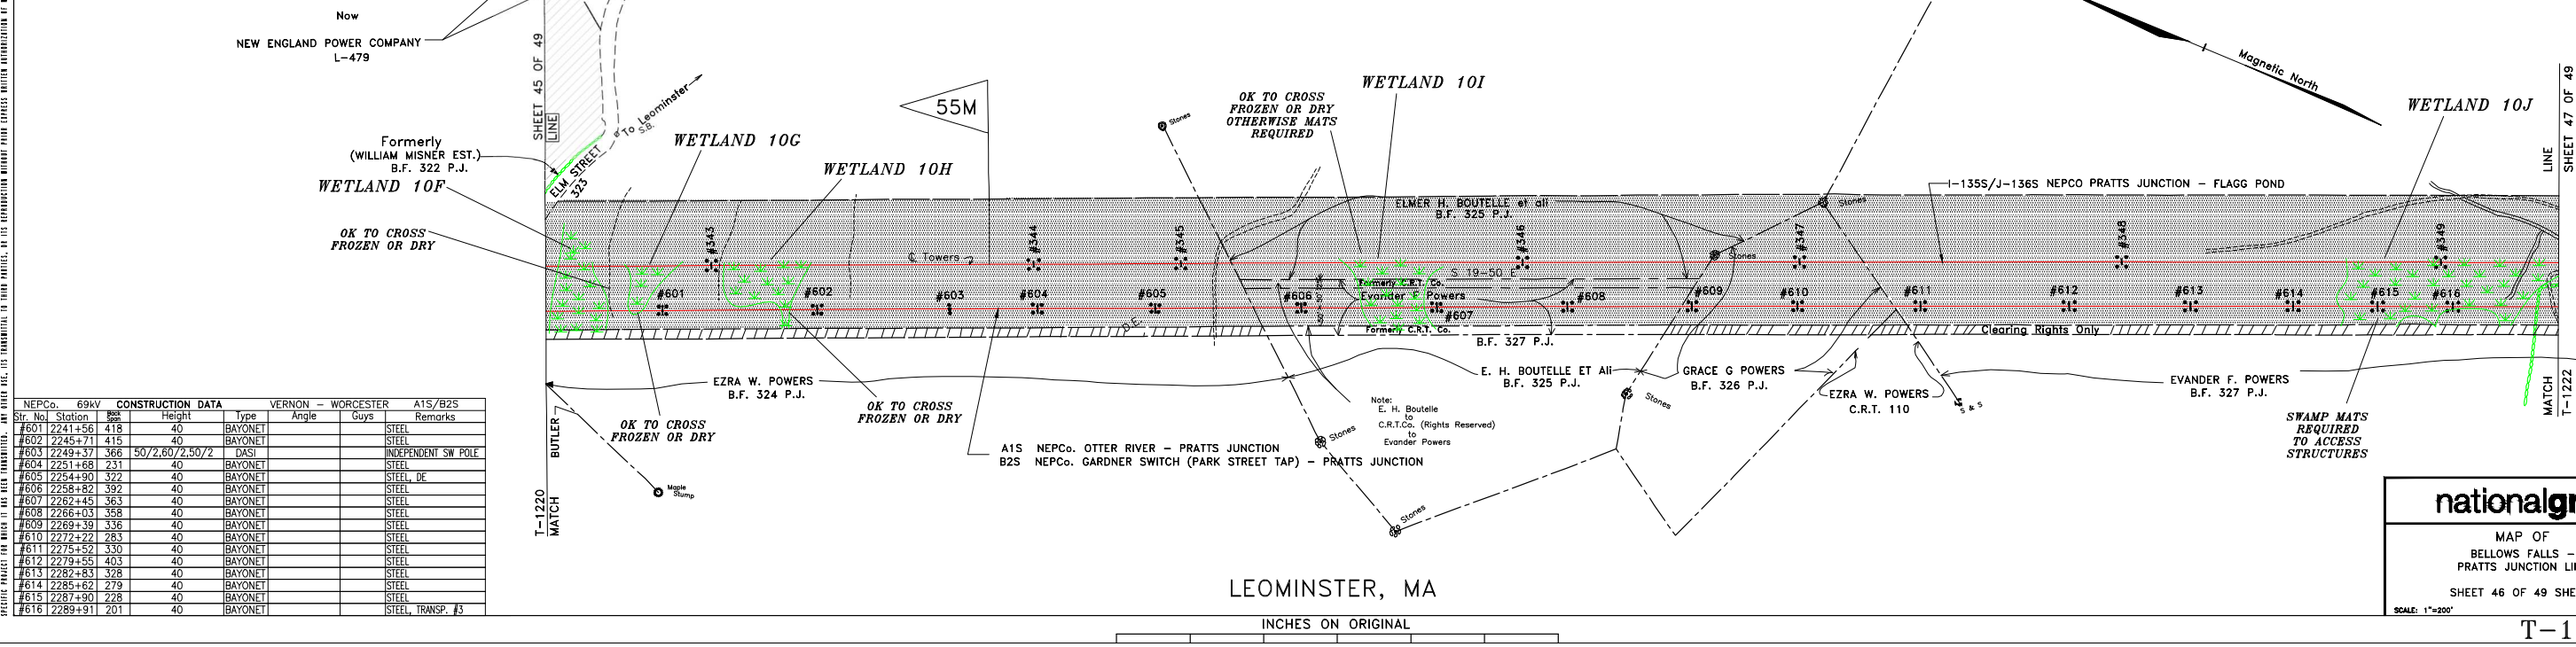 Now
NEW ENGLAND POWER COMPANY
L-479
SHEET 45 OF 49
LINE
To Leominster
S.B.
ELM STREET
323
Formerly
(WILLIAM MISNER EST.)
B.F. 322 P.J.
WETLAND 10F
OK TO CROSS
FROZEN OR DRY
WETLAND 10G
WETLAND 10H
55M
Stones
OK TO CROSS
FROZEN OR DRY
OTHERWISE MATS
REQUIRED
WETLAND 10I
Magnetic North
WETLAND 10J
LINE
SHEET 47 OF 49
I-135S/J-136S NEPCO PRATTS JUNCTION - FLAGG POND
ELMER H. BOUTELLE et ali
B.F. 325 P.J.
Stones
Stones
#343
#344
#345
#346
#347
#348
#349
℄ Towers
S 19-50 E
Formerly C.R.T. Co.
Evander F Powers
#601
#602
#603
#604
#605
#606
#607
#608
#609
#610
#611
#612
#613
#614
#615
#616
D.E.
Formerly C.R.T. Co.
B.F. 327 P.J.
Clearing Rights Only
EZRA W. POWERS
B.F. 324 P.J.
E. H. BOUTELLE ET Ali
B.F. 325 P.J.
GRACE G POWERS
B.F. 326 P.J.
EZRA W. POWERS
C.R.T. 110
S & S
EVANDER F. POWERS
B.F. 327 P.J.
MATCH
T-1222
OK TO CROSS
FROZEN OR DRY
OK TO CROSS
FROZEN OR DRY
Note:
E. H. Boutelle
to
C.R.T.Co. (Rights Reserved)
to
Evander Powers
Stones
Stones
Stones
SWAMP MATS
REQUIRED
TO ACCESS
STRUCTURES
A1S NEPCo. OTTER RIVER - PRATTS JUNCTION
B2S NEPCo. GARDNER SWITCH (PARK STREET TAP) - PRATTS JUNCTION
BUTLER
T-1220
MATCH
Maple
Stump
NEPCo. 69kV CONSTRUCTION DATA VERNON - WORCESTER A1S/B2S
Str. No. Station Back Span Height Type Angle Guys Remarks
#601 2241+56 418 40 BAYONET STEEL
#602 2245+71 415 40 BAYONET STEEL
#603 2249+37 366 50/2,60/2,50/2 DASI INDEPENDENT SW POLE
#604 2251+68 231 40 BAYONET STEEL
#605 2254+90 322 40 BAYONET STEEL, DE
#606 2258+82 392 40 BAYONET STEEL
#607 2262+45 363 40 BAYONET STEEL
#608 2266+03 358 40 BAYONET STEEL
#609 2269+39 336 40 BAYONET STEEL
#610 2272+22 283 40 BAYONET STEEL
#611 2275+52 330 40 BAYONET STEEL
#612 2279+55 403 40 BAYONET STEEL
#613 2282+83 328 40 BAYONET STEEL
#614 2285+62 279 40 BAYONET STEEL
#615 2287+90 228 40 BAYONET STEEL
#616 2289+91 201 40 BAYONET STEEL, TRANSP. #3
LEOMINSTER, MA
INCHES ON ORIGINAL
nationalgr
MAP OF
BELLOWS FALLS -
PRATTS JUNCTION LI
SHEET 46 OF 49 SHE
SCALE: 1"=200'
T-1